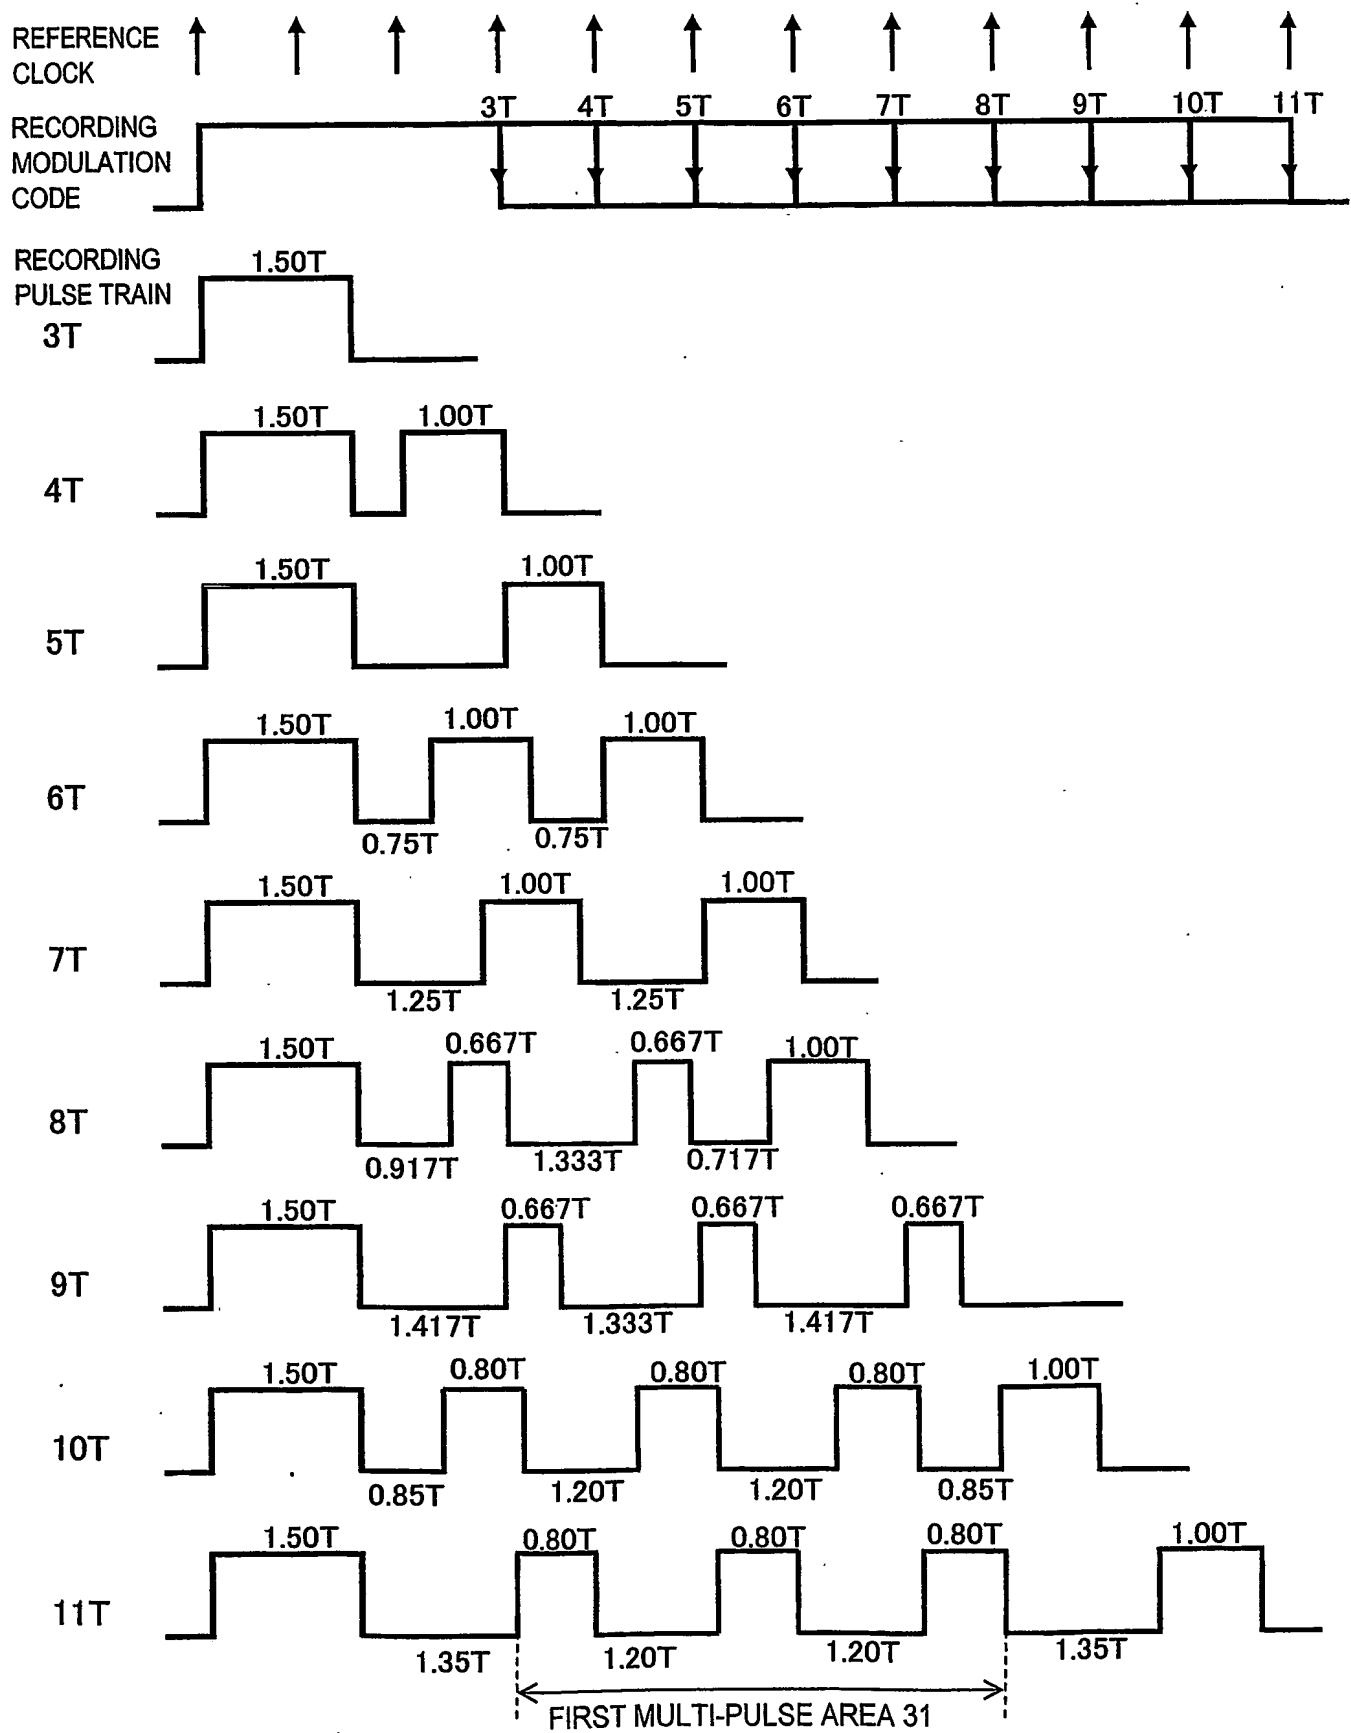 REFERENCE
CLOCK
3T 4T 5T 6T 7T 8T 9T 10T 11T
RECORDING
MODULATION
CODE
RECORDING
PULSE TRAIN
1.50T
3T
1.50T 1.00T
4T
1.50T 1.00T
5T
1.50T 1.00T 1.00T
6T
0.75T 0.75T
1.50T 1.00T 1.00T
7T
1.25T 1.25T
1.50T 0.667T 0.667T 1.00T
8T
0.917T 1.333T 0.717T
1.50T 0.667T 0.667T 0.667T
9T
1.417T 1.333T 1.417T
1.50T 0.80T 0.80T 0.80T 1.00T
10T
0.85T 1.20T 1.20T 0.85T
1.50T 0.80T 0.80T 0.80T 1.00T
11T
1.35T 1.20T 1.20T 1.35T
FIRST MULTI-PULSE AREA 31